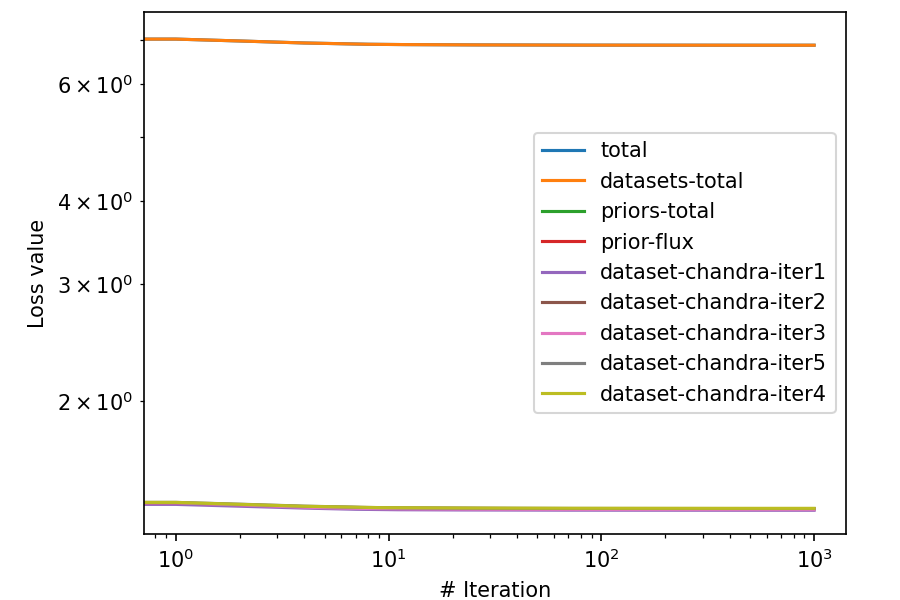 6 × 10⁰
4 × 10⁰
3 × 10⁰
2 × 10⁰
Loss value
total
datasets-total
priors-total
prior-flux
dataset-chandra-iter1
dataset-chandra-iter2
dataset-chandra-iter3
dataset-chandra-iter5
dataset-chandra-iter4
10⁰ 10¹ 10² 10³
# Iteration